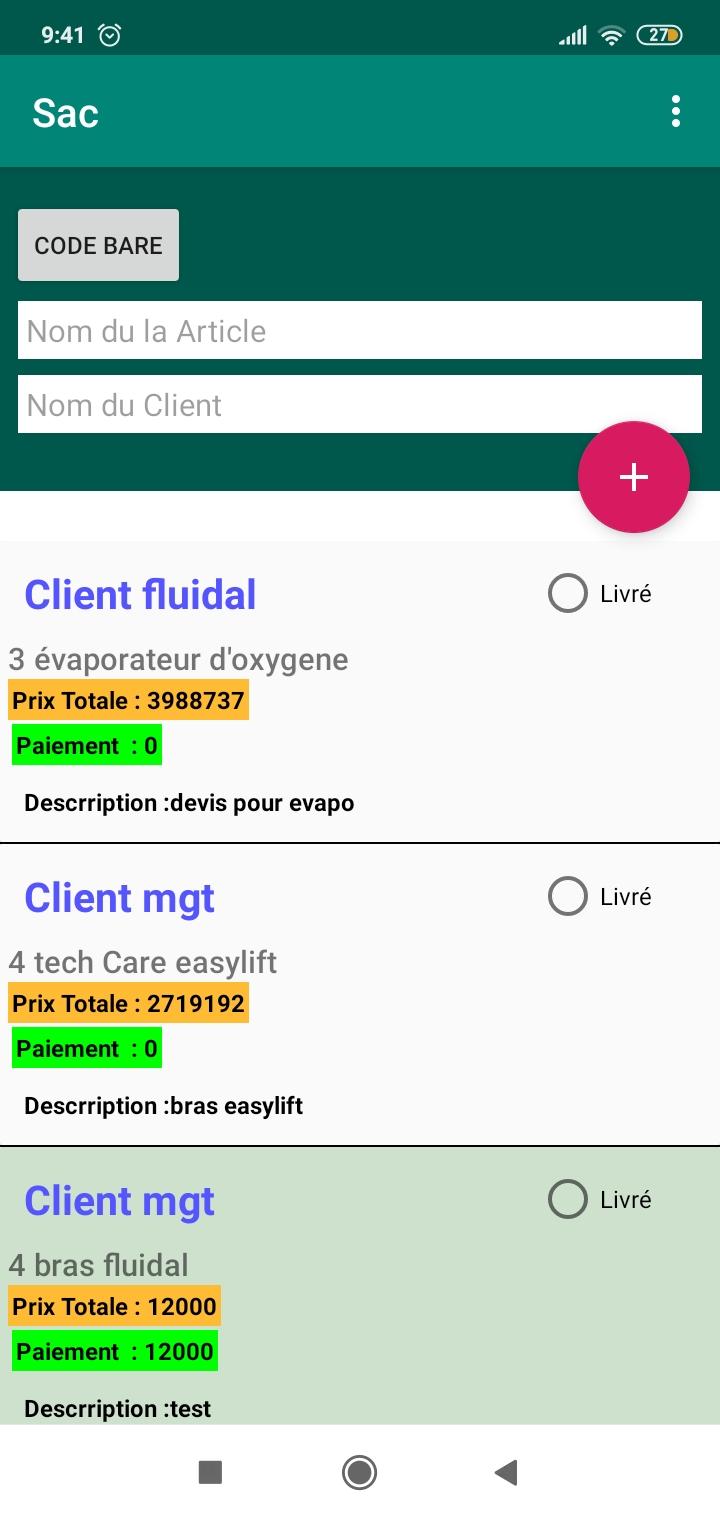 9:41
27
Sac
CODE BARE
Nom du la Article
Nom du Client
+
Client fluidal
Livré
3 évaporateur d'oxygene
Prix Totale : 3988737
Paiement  : 0
Descrription :devis pour evapo
Client mgt
Livré
4 tech Care easylift
Prix Totale : 2719192
Paiement  : 0
Descrription :bras easylift
Client mgt
Livré
4 bras fluidal
Prix Totale : 12000
Paiement  : 12000
Descrription :test